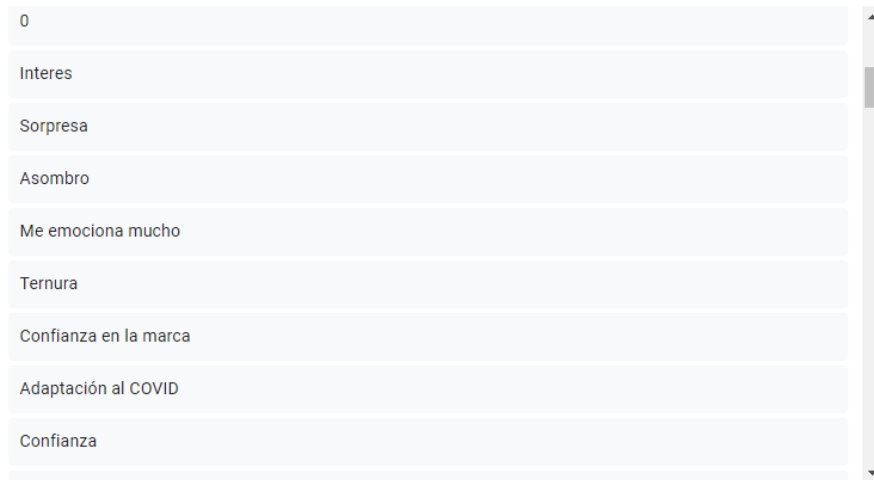 0
Interes
Sorpresa
Asombro
Me emociona mucho
Ternura
Confianza en la marca
Adaptación al COVID
Confianza